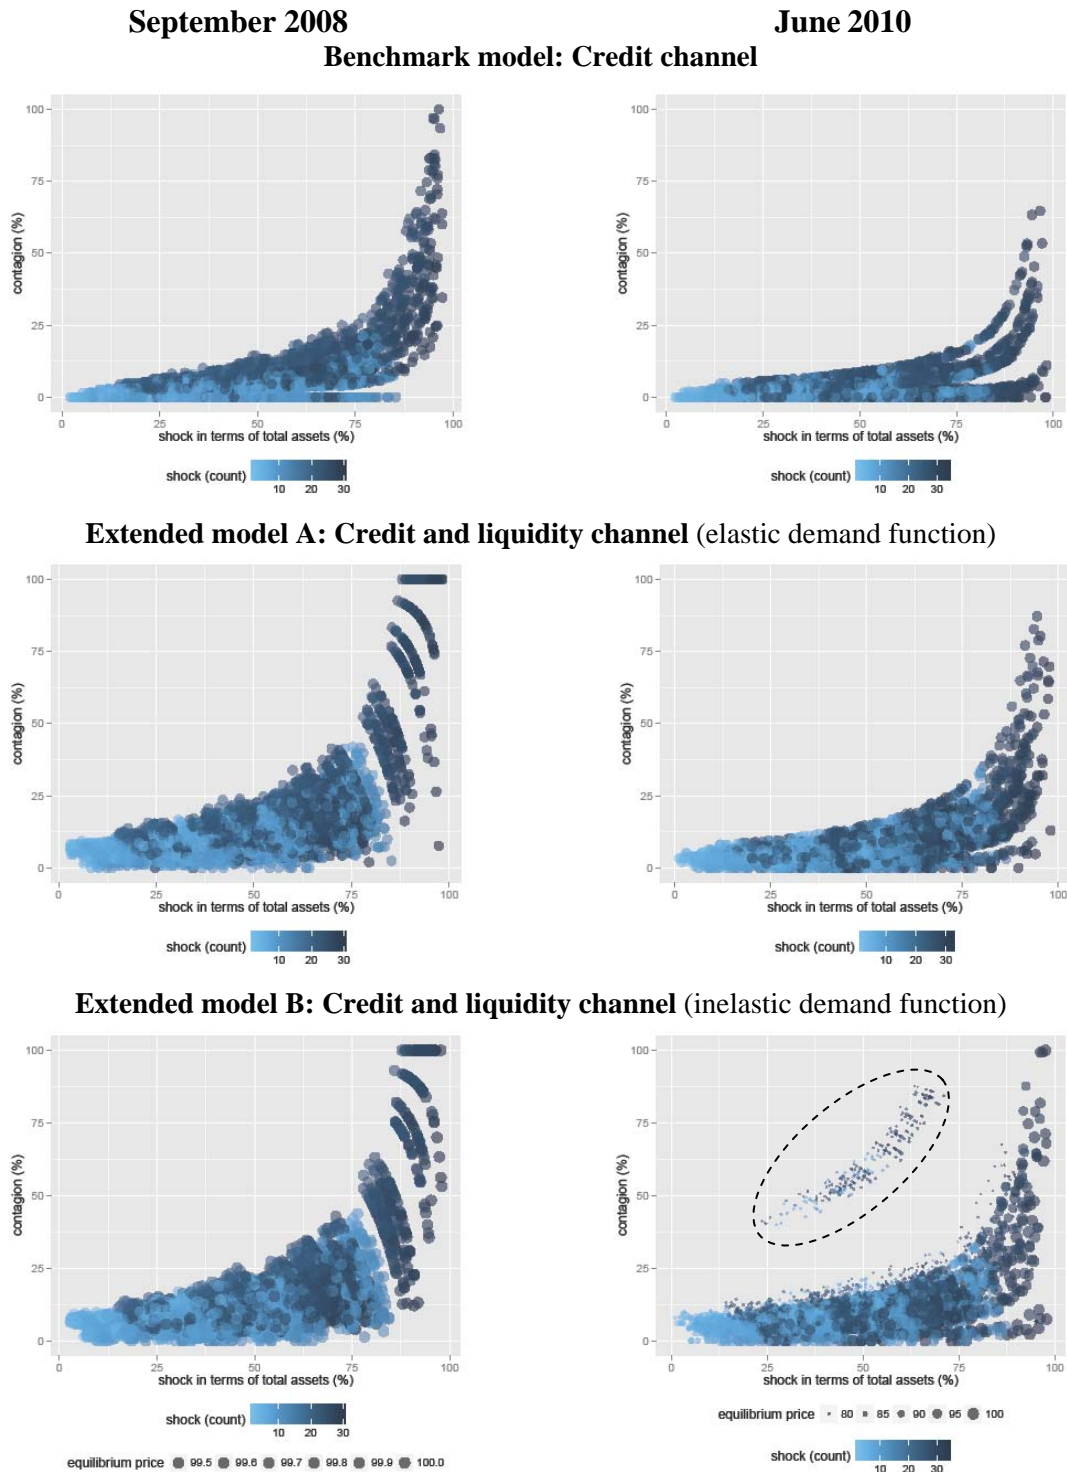 September 2008 June 2010
Benchmark model: Credit channel
contagion (%)
100
75
50
25
0
0 25 50 75 100
shock in terms of total assets (%)
shock (count)
10 20 30
contagion (%)
100
75
50
25
0
0 25 50 75 100
shock in terms of total assets (%)
shock (count)
10 20 30
Extended model A: Credit and liquidity channel (elastic demand function)
contagion (%)
100
75
50
25
0
0 25 50 75 100
shock in terms of total assets (%)
shock (count)
10 20 30
contagion (%)
100
75
50
25
0
0 25 50 75 100
shock in terms of total assets (%)
shock (count)
10 20 30
Extended model B: Credit and liquidity channel (inelastic demand function)
contagion (%)
100
75
50
25
0
0 25 50 75 100
shock in terms of total assets (%)
shock (count)
10 20 30
equilibrium price 99.5 99.6 99.7 99.8 99.9 100.0
contagion (%)
100
75
50
25
0
0 25 50 75 100
shock in terms of total assets (%)
equilibrium price 80 85 90 95 100
shock (count)
10 20 30